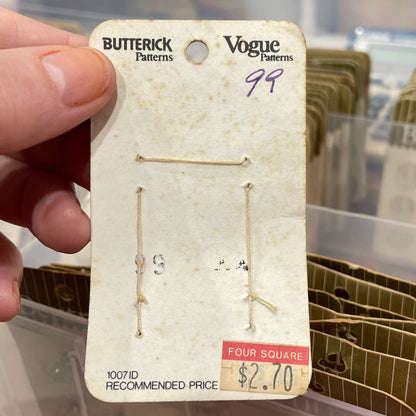 BUTTERICK
Patterns
Vogue
Patterns
99
1007ID
RECOMMENDED PRICE
FOUR SQUARE
$2.70